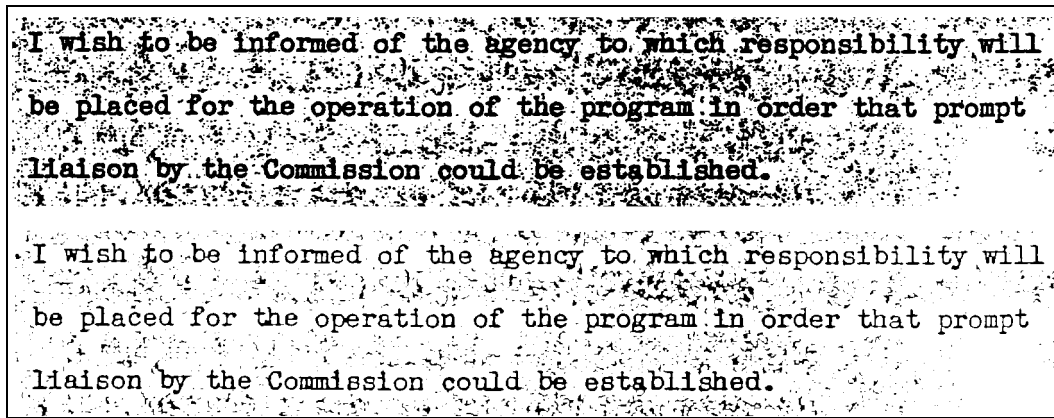 I wish to be informed of the agency to which responsibility will
be placed for the operation of the program in order that prompt
liaison by the Commission could be established.
I wish to be informed of the agency to which responsibility will
be placed for the operation of the program in order that prompt
liaison by the Commission could be established.